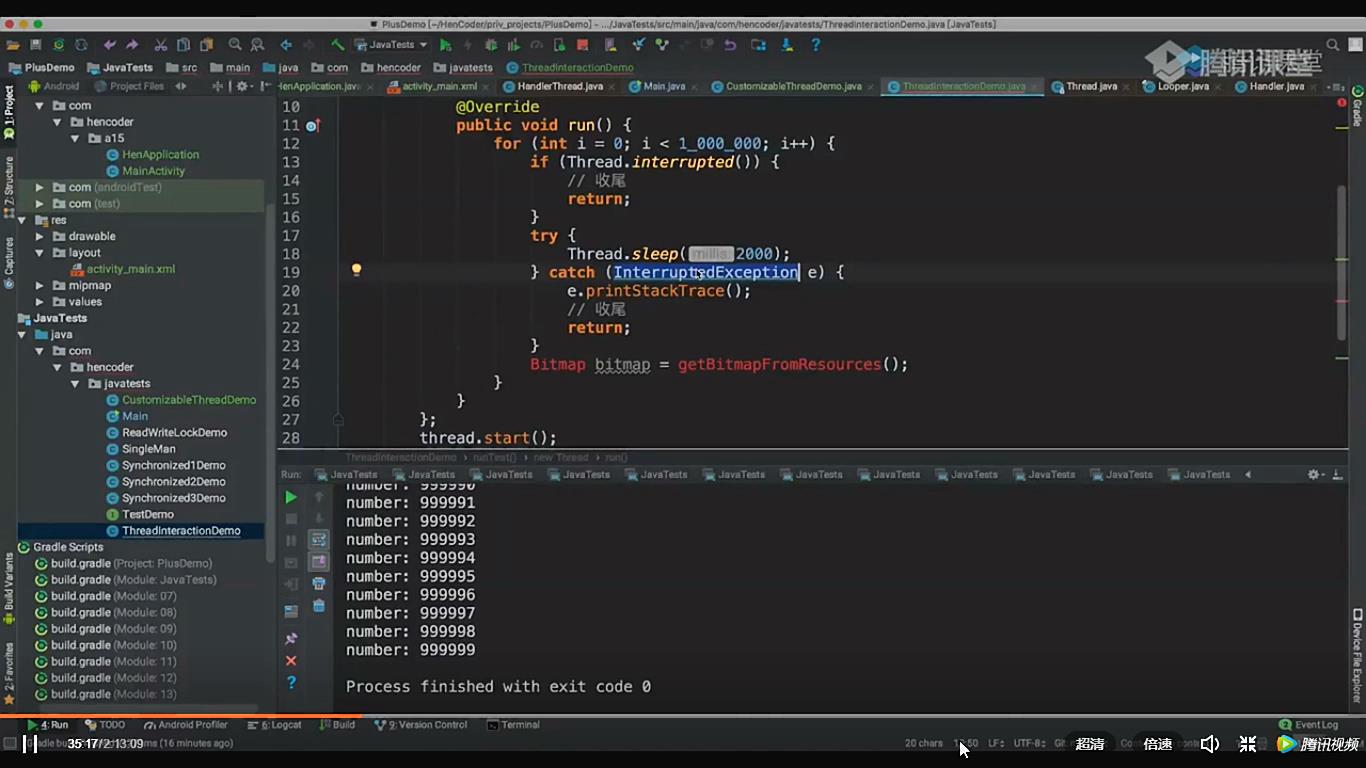 PlusDemo [~/HenCoder/priv_projects/PlusDemo] - .../JavaTests/src/main/java/com/hencoder/javatests/ThreadInteractionDemo.java [JavaTests]
JavaTests
PlusDemo JavaTests src main java com hencoder javatests ThreadInteractionDemo
腾讯课堂
Android Project Files
HenApplication.java activity_main.xml HandlerThread.java Main.java CustomizableThreadDemo.java ThreadInteractionDemo.java Thread.java Looper.java Handler.java
1: Project
Z: Structure
Captures
Build Variants
2: Favorites
Gradle
Device File Explorer
com
hencoder
a15
HenApplication
MainActivity
com (androidTest)
com (test)
res
drawable
layout
activity_main.xml
mipmap
values
JavaTests
java
com
hencoder
javatests
CustomizableThreadDemo
Main
ReadWriteLockDemo
SingleMan
Synchronized1Demo
Synchronized2Demo
Synchronized3Demo
TestDemo
ThreadInteractionDemo
Gradle Scripts
build.gradle (Project: PlusDemo)
build.gradle (Module: JavaTests)
build.gradle (Module: 07)
build.gradle (Module: 08)
build.gradle (Module: 09)
build.gradle (Module: 10)
build.gradle (Module: 11)
build.gradle (Module: 12)
build.gradle (Module: 13)
10 @Override
11 public void run() {
12 for (int i = 0; i < 1_000_000; i++) {
13 if (Thread.interrupted()) {
14 // 收尾
15 return;
16 }
17 try {
18 Thread.sleep( millis: 2000);
19 } catch (InterruptedException e) {
20 e.printStackTrace();
21 // 收尾
22 return;
23 }
24 Bitmap bitmap = getBitmapFromResources();
25 }
26 }
27 };
28 thread.start();
ThreadInteractionDemo runTest() new Thread run()
Run: JavaTests JavaTests JavaTests JavaTests JavaTests JavaTests JavaTests JavaTests JavaTests JavaTests JavaTests JavaTests
number: 999990
number: 999991
number: 999992
number: 999993
number: 999994
number: 999995
number: 999996
number: 999997
number: 999998
number: 999999
Process finished with exit code 0
4: Run TODO Android Profiler 6: Logcat Build 9: Version Control Terminal Event Log
35:17/2:13:09 (16 minutes ago) 20 chars LF UTF-8 Git: 超清 倍速 腾讯视频